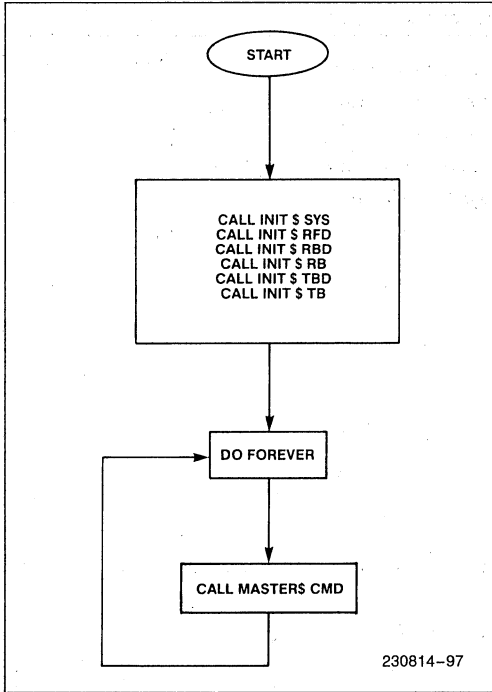 START
CALL INIT $ SYS
CALL INIT $ RFD
CALL INIT $ RBD
CALL INIT $ RB
CALL INIT $ TBD
CALL INIT $ TB
DO FOREVER
CALL MASTER$ CMD
230814–97